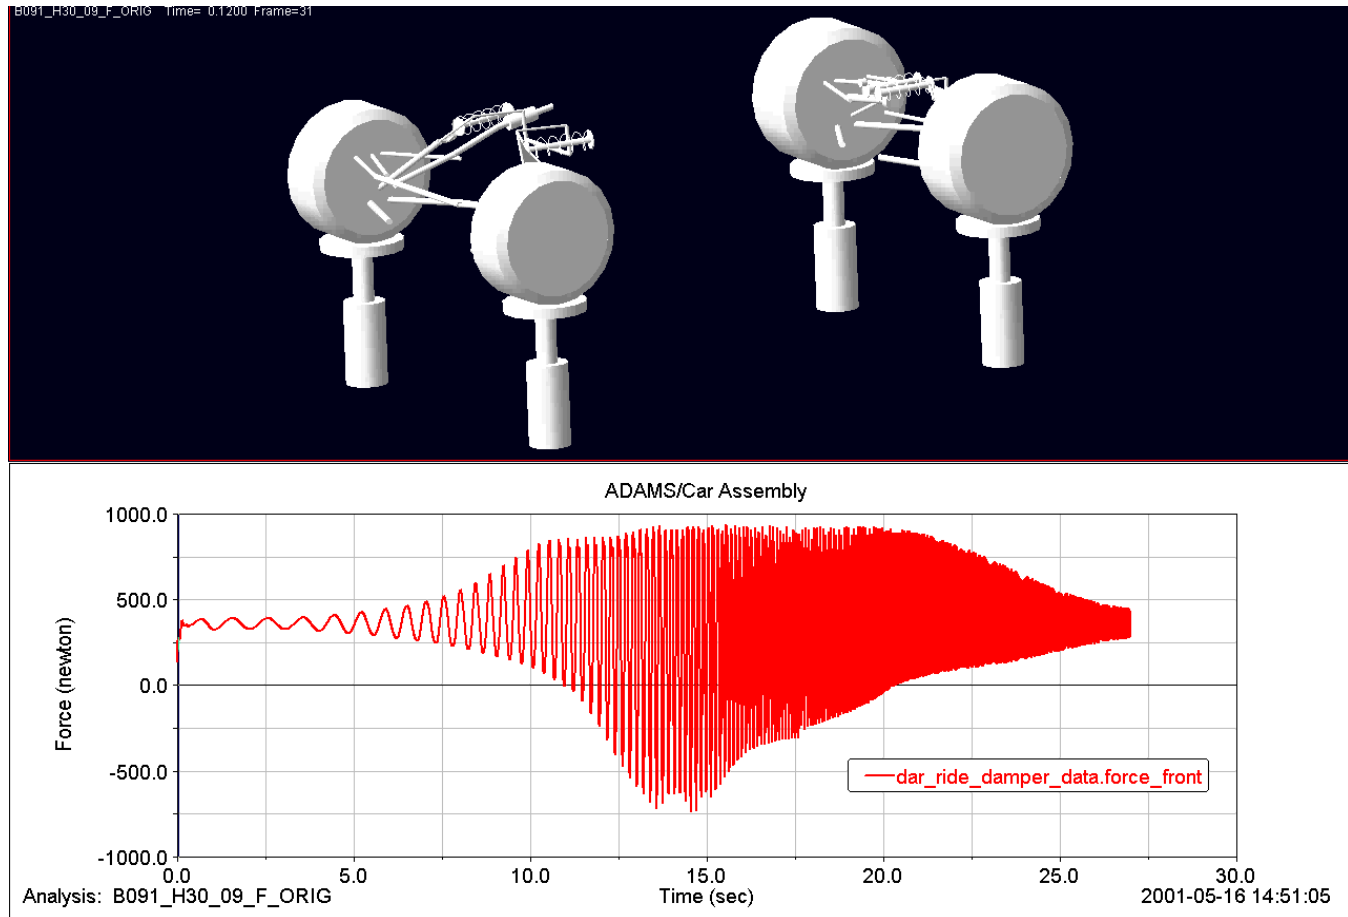 B091_H30_09_F_ORIG Time= 0.1200 Frame=31
ADAMS/Car Assembly
1000.0
500.0
0.0
-500.0
-1000.0
Force (newton)
dar_ride_damper_data.force_front
0.0 5.0 10.0 15.0 20.0 25.0 30.0
Analysis: B091_H30_09_F_ORIG Time (sec) 2001-05-16 14:51:05